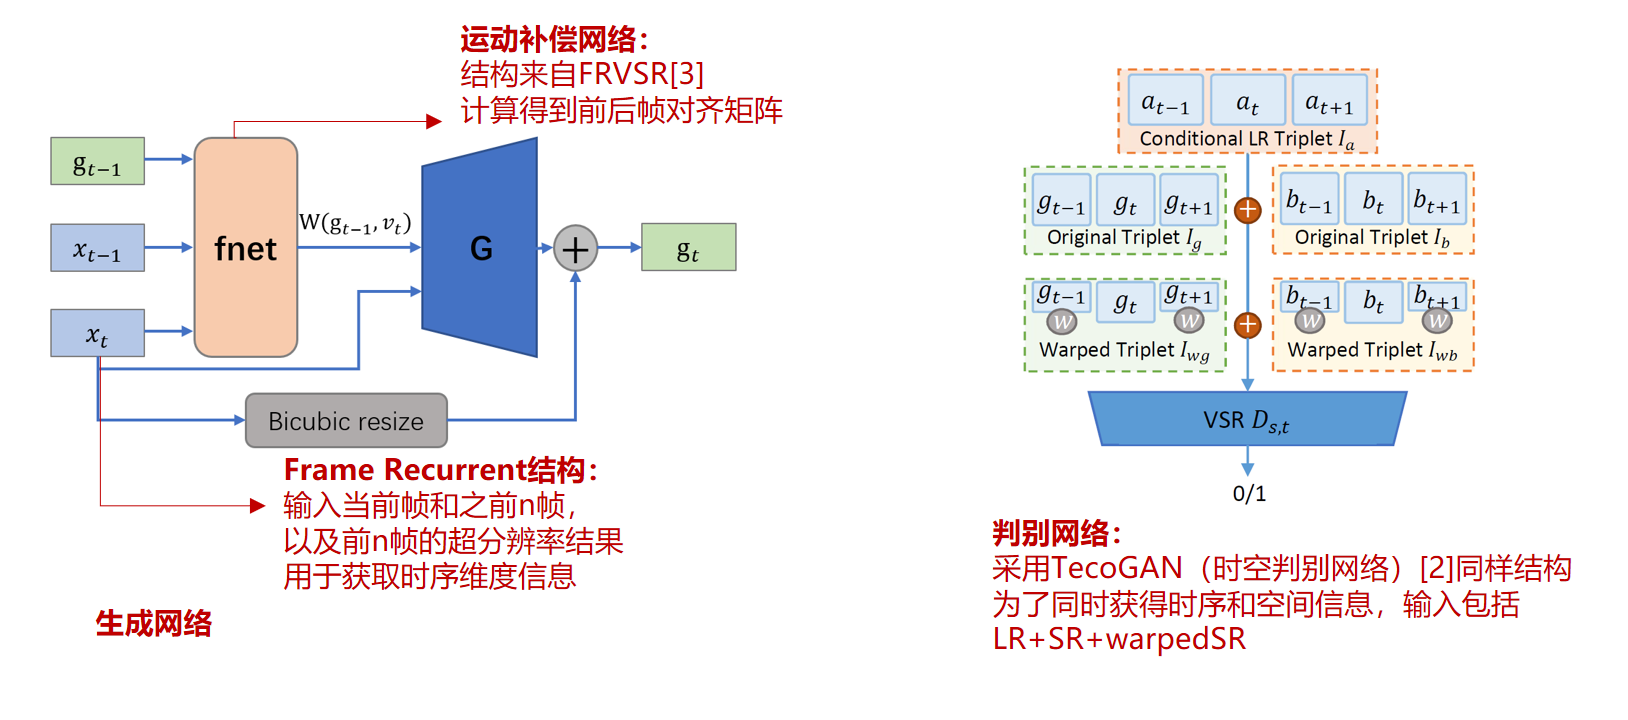 运动补偿网络：
结构来自FRVSR[3]
计算得到前后帧对齐矩阵
g_{t−1}
x_{t−1}
x_t
fnet
W(g_{t−1}, v_t)
G
+
g_t
Bicubic resize
Frame Recurrent结构：
输入当前帧和之前n帧，
以及前n帧的超分辨率结果
用于获取时序维度信息
生成网络
a_{t−1} a_t a_{t+1}
Conditional LR Triplet I_a
g_{t−1} g_t g_{t+1}
Original Triplet I_g
+
b_{t−1} b_t b_{t+1}
Original Triplet I_b
g_{t−1} g_t g_{t+1}
W W
Warped Triplet I_{wg}
+
b_{t−1} b_t b_{t+1}
W W
Warped Triplet I_{wb}
VSR D_{s,t}
0/1
判别网络：
采用TecoGAN（时空判别网络）[2]同样结构
为了同时获得时序和空间信息，输入包括
LR+SR+warpedSR